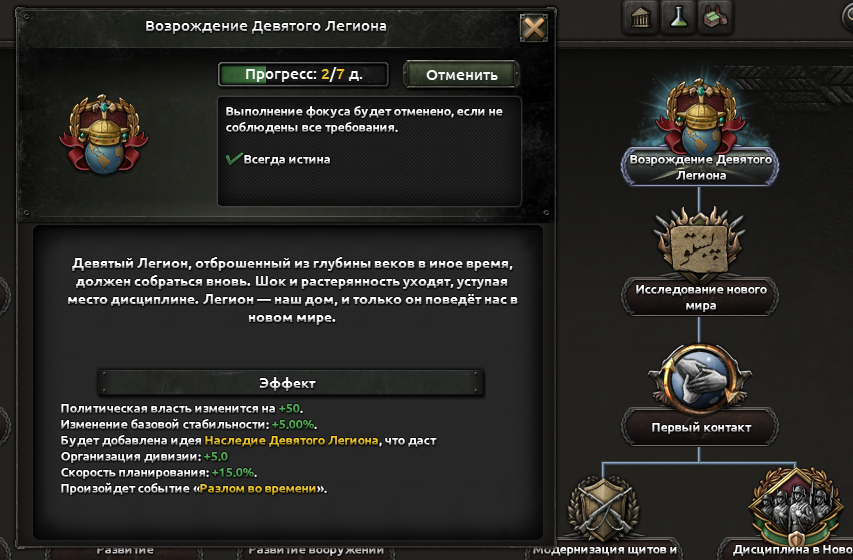 Возрождение Девятого Легиона
Прогресс: 2/7 д.
Отменить
Выполнение фокуса будет отменено, если не
соблюдены все требования.
Всегда истина
Девятый Легион, отброшенный из глубины веков в иное время,
должен собраться вновь. Шок и растерянность уходят, уступая
место дисциплине. Легион — наш дом, и только он поведёт нас в
новом мире.
Эффект
Политическая власть изменится на +50.
Изменение базовой стабильности: +5.00%.
Будет добавлена идея Наследие Девятого Легиона, что даст
Организация дивизии: +5.0
Скорость планирования: +15.0%.
Произойдет событие «Разлом во времени».
Возрождение Девятого
Легиона
Исследование нового
мира
Первый контакт
Развитие
Развитие вооружений
Модернизация щитов и
Дисциплина в Ново